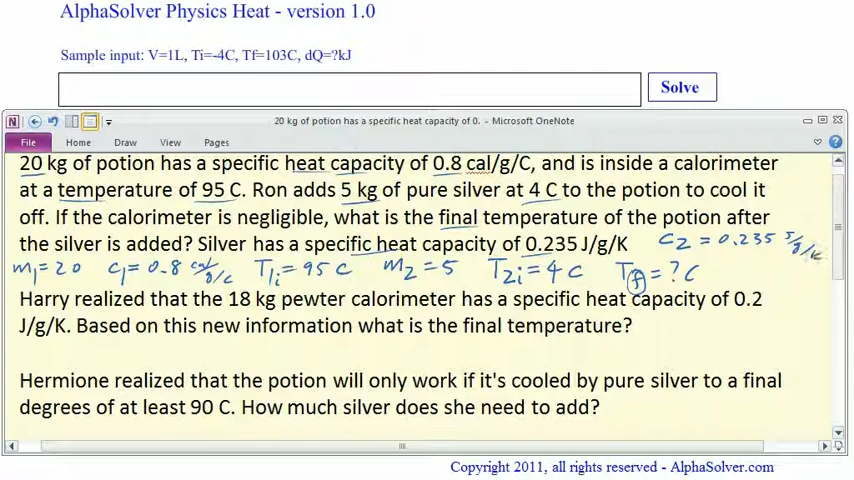 AlphaSolver Physics Heat - version 1.0
Sample input: V=1L, Ti=-4C, Tf=103C, dQ=?kJ
Solve
20 kg of potion has a specific heat capacity of 0. - Microsoft OneNote
File Home Draw View Pages
20 kg of potion has a specific heat capacity of 0.8 cal/g/C, and is inside a calorimeter
at a temperature of 95 C. Ron adds 5 kg of pure silver at 4 C to the potion to cool it
off. If the calorimeter is negligible, what is the final temperature of the potion after
the silver is added? Silver has a specific heat capacity of 0.235 J/g/K C2 = 0.235 J/g/K
m1=20 C1=0.8 cal/g/C T1i=95 C m2=5 T2i=4 C Tf=?C
Harry realized that the 18 kg pewter calorimeter has a specific heat capacity of 0.2
J/g/K. Based on this new information what is the final temperature?
Hermione realized that the potion will only work if it's cooled by pure silver to a final
degrees of at least 90 C. How much silver does she need to add?
Copyright 2011, all rights reserved - AlphaSolver.com